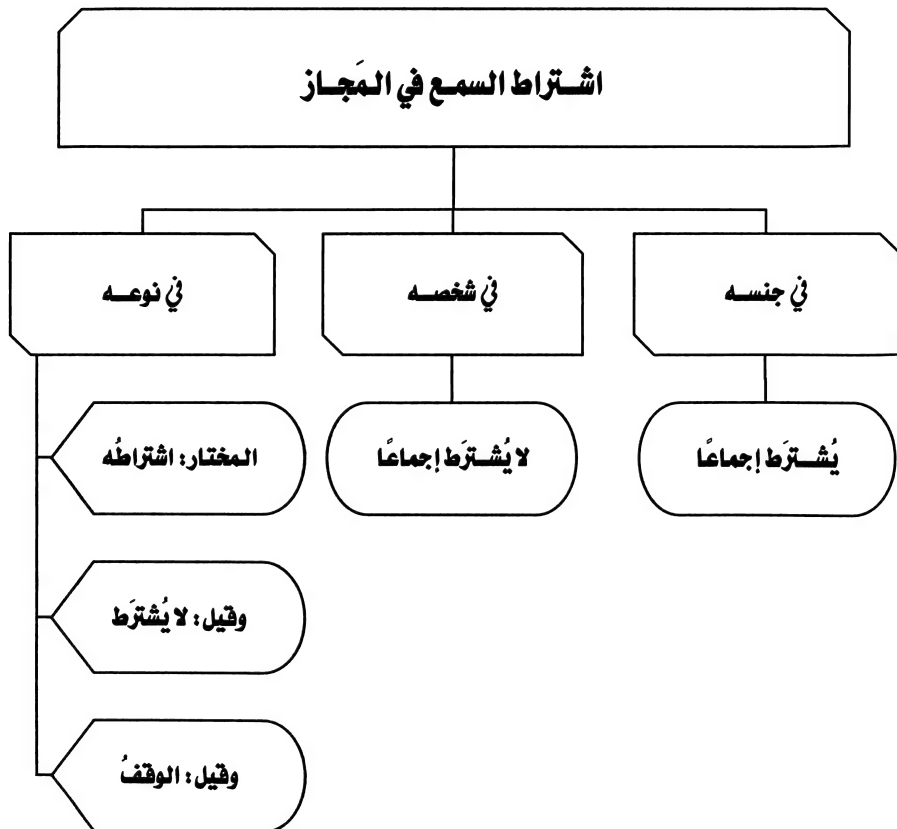 اشتراط السمع في المَجاز
في جنسه
في شخصه
في نوعه
يُشترَط إجماعًا
لا يُشترَط إجماعًا
المختار: اشتراطُه
وقيل: لا يُشترَط
وقيل: الوقفُ